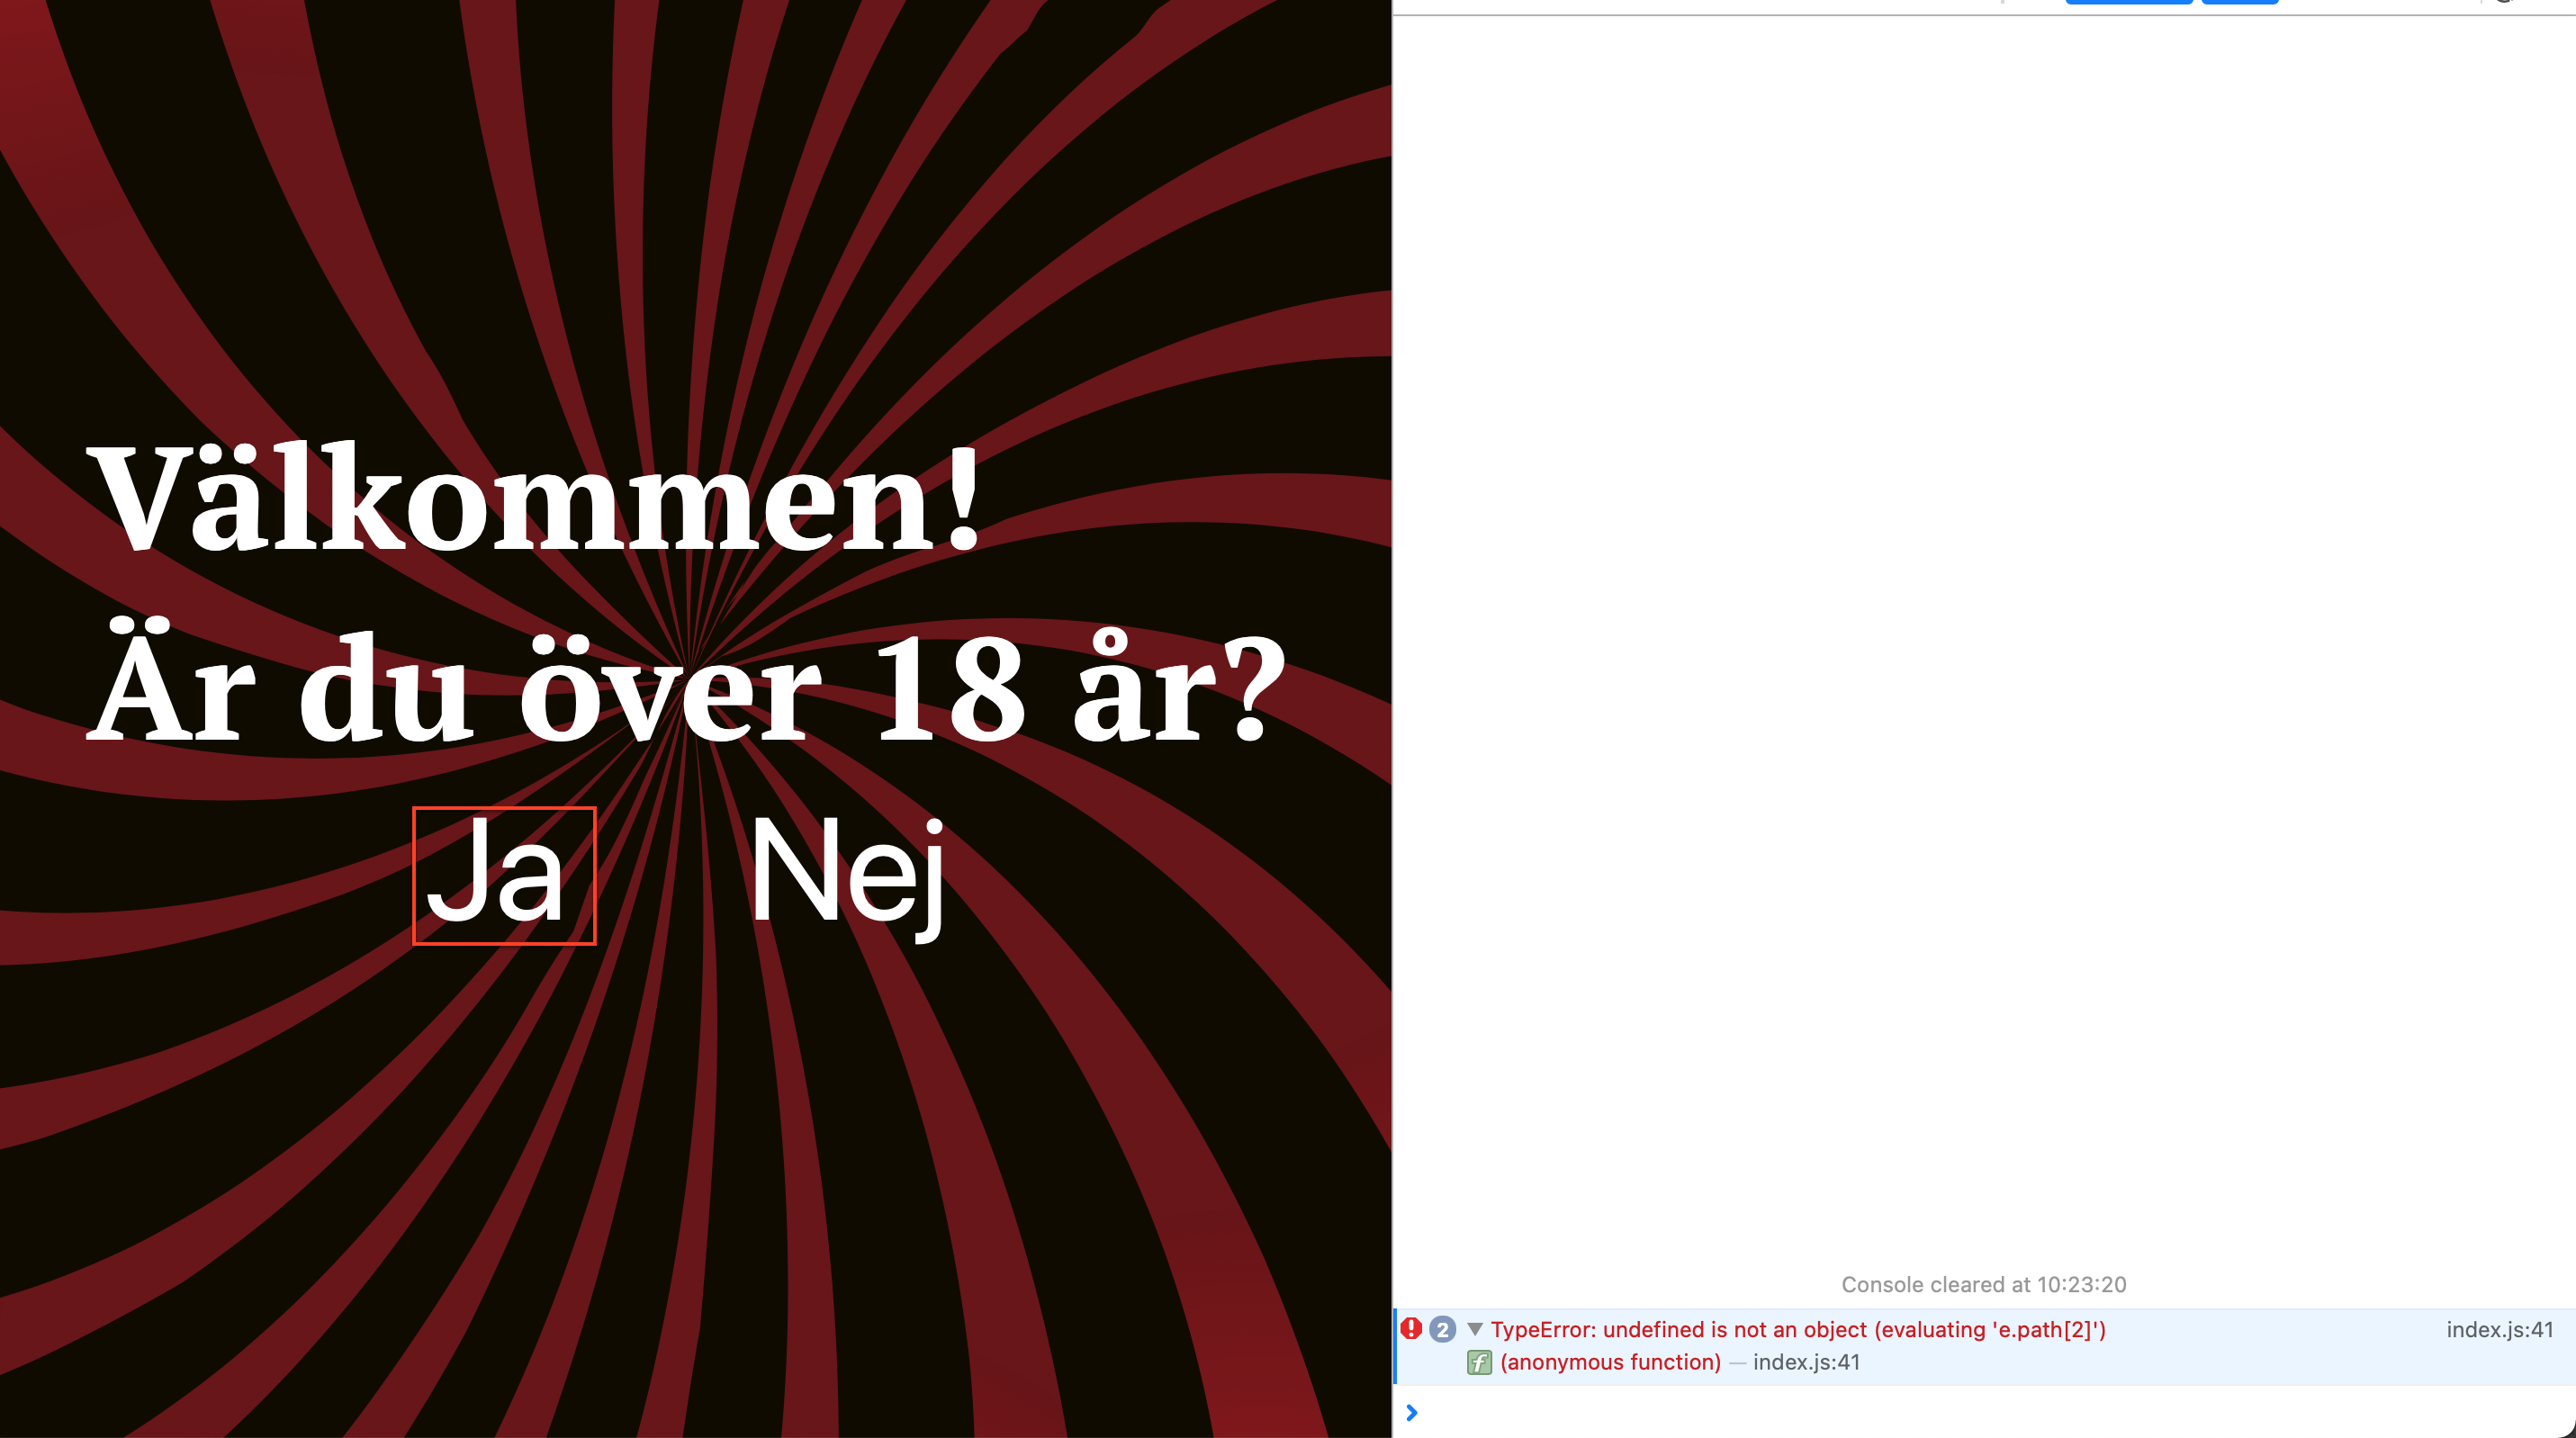 Välkommen!
Är du över 18 år?
Ja Nej
Console cleared at 10:23:20
2 TypeError: undefined is not an object (evaluating 'e.path[2]') index.js:41
f (anonymous function) — index.js:41